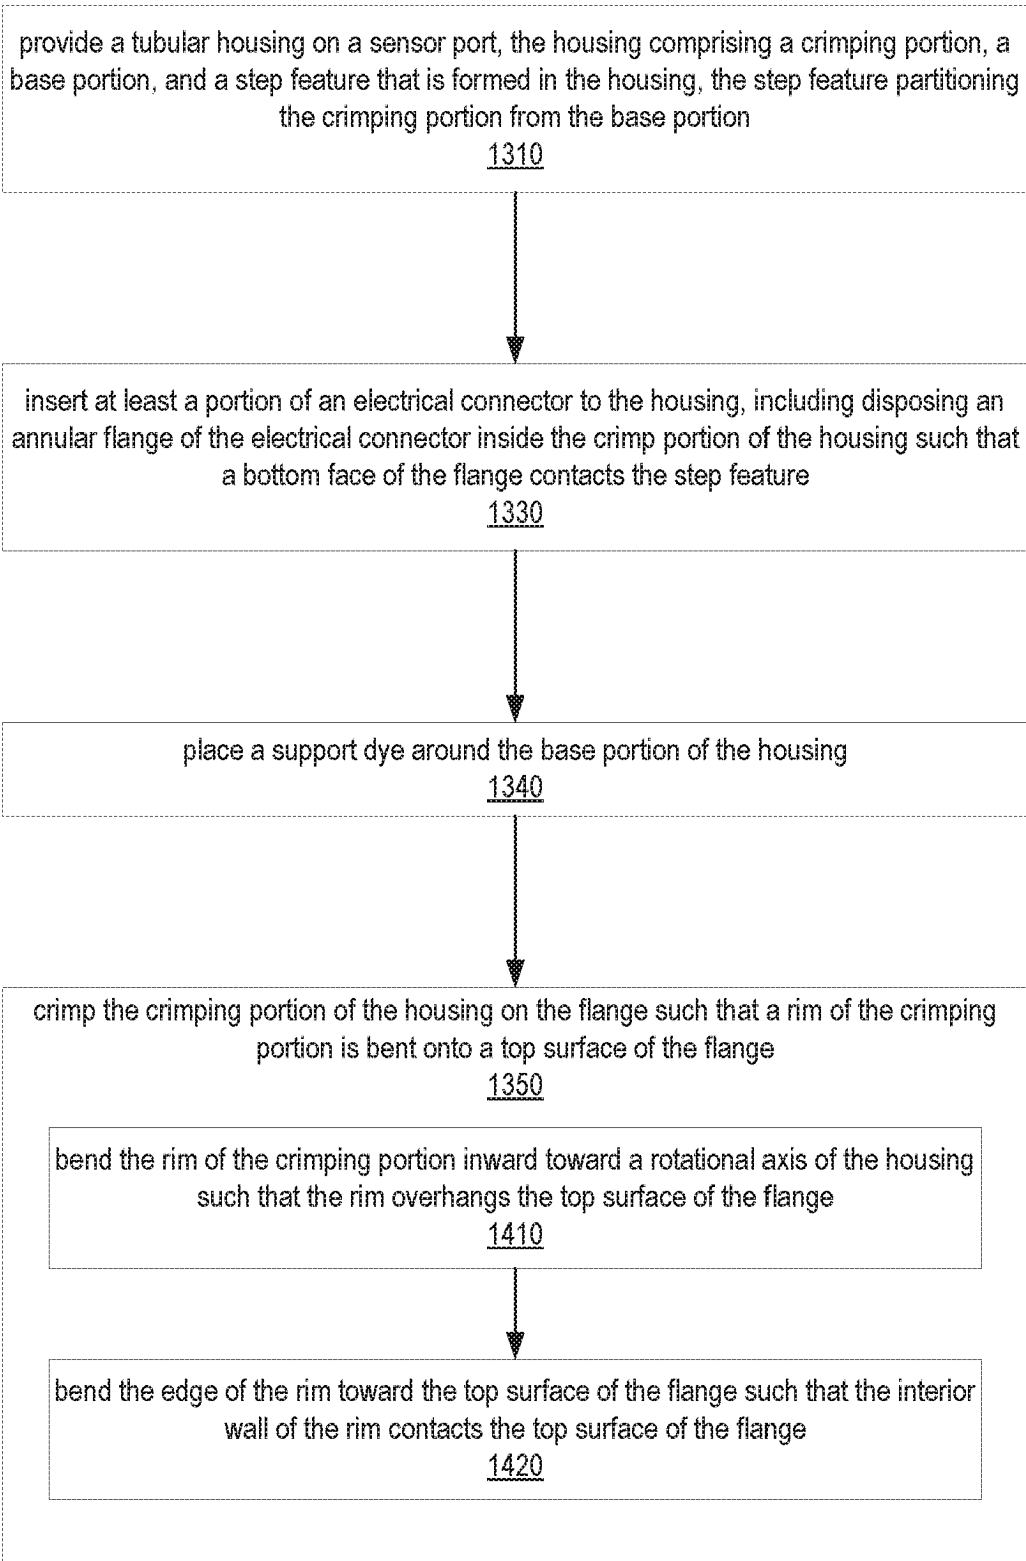 provide a tubular housing on a sensor port, the housing comprising a crimping portion, a
base portion, and a step feature that is formed in the housing, the step feature partitioning
the crimping portion from the base portion
1310
insert at least a portion of an electrical connector to the housing, including disposing an
annular flange of the electrical connector inside the crimp portion of the housing such that
a bottom face of the flange contacts the step feature
1330
place a support dye around the base portion of the housing
1340
crimp the crimping portion of the housing on the flange such that a rim of the crimping
portion is bent onto a top surface of the flange
1350
bend the rim of the crimping portion inward toward a rotational axis of the housing
such that the rim overhangs the top surface of the flange
1410
bend the edge of the rim toward the top surface of the flange such that the interior
wall of the rim contacts the top surface of the flange
1420